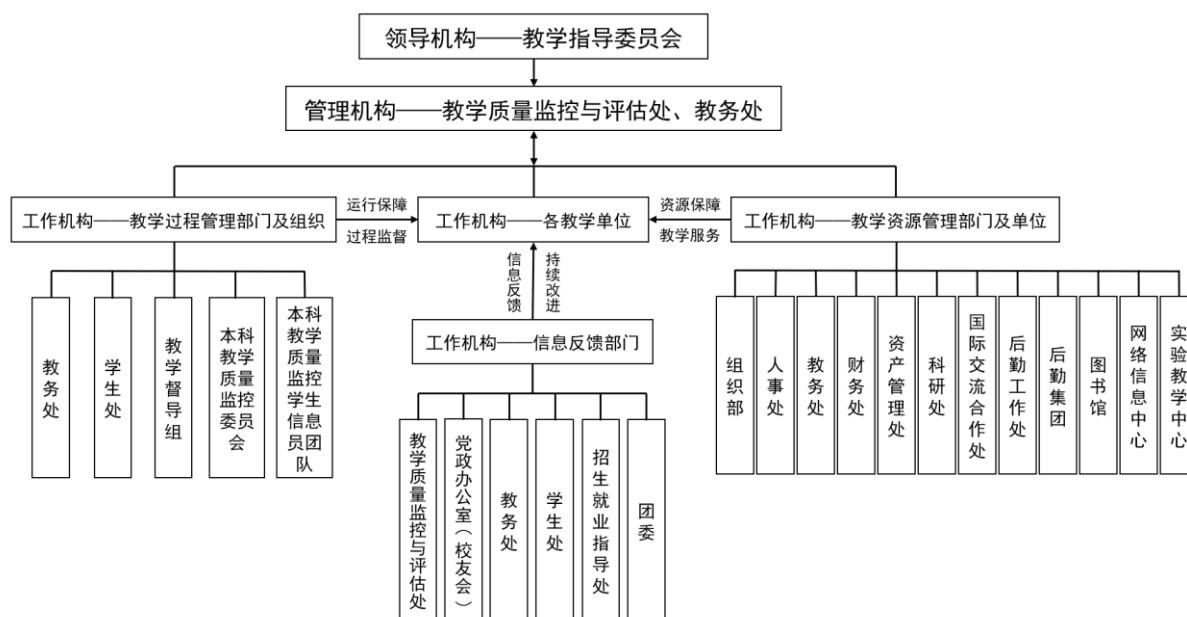 领导机构——教学指导委员会
管理机构——教学质量监控与评估处、教务处
工作机构——教学过程管理部门及组织
运行保障
过程监督
工作机构——各教学单位
资源保障
教学服务
工作机构——教学资源管理部门及单位
信息反馈
持续改进
教务处
学生处
教学督导组
本科教学质量监控委员会
本科教学质量监控学生信息员团队
工作机构——信息反馈部门
教学质量监控与评估处
党政办公室（校友会）
教务处
学生处
招生就业指导处
团委
组织部
人事处
教务处
财务处
资产管理处
科研处
国际交流合作处
后勤工作处
后勤集团
图书馆
网络信息中心
实验教学中心